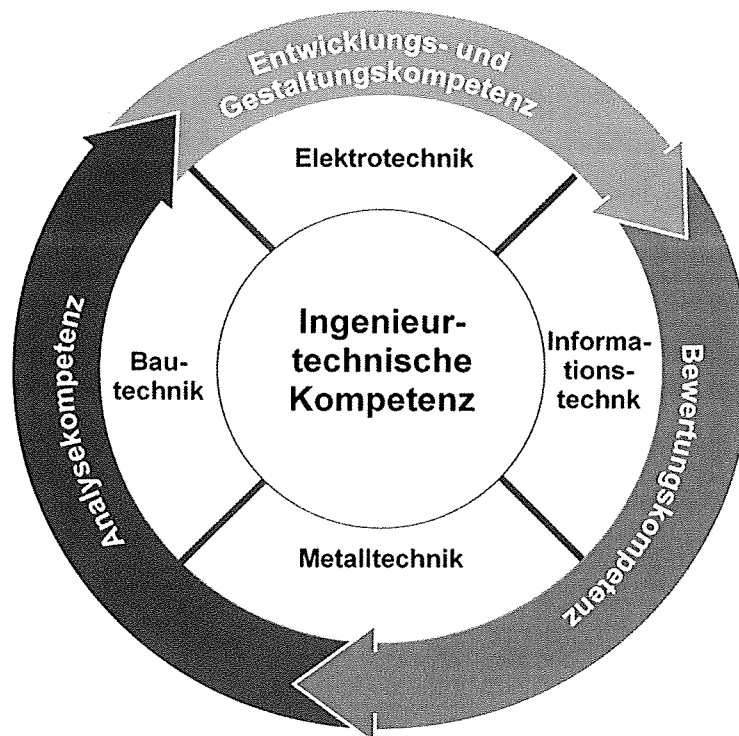 Entwicklungs- und
Gestaltungskompetenz
Elektrotechnik
Ingenieur-
technische
Kompetenz
Bau-
technik
Informa-
tions-
technk
Metalltechnik
Analysekompetenz
Bewertungskompetenz